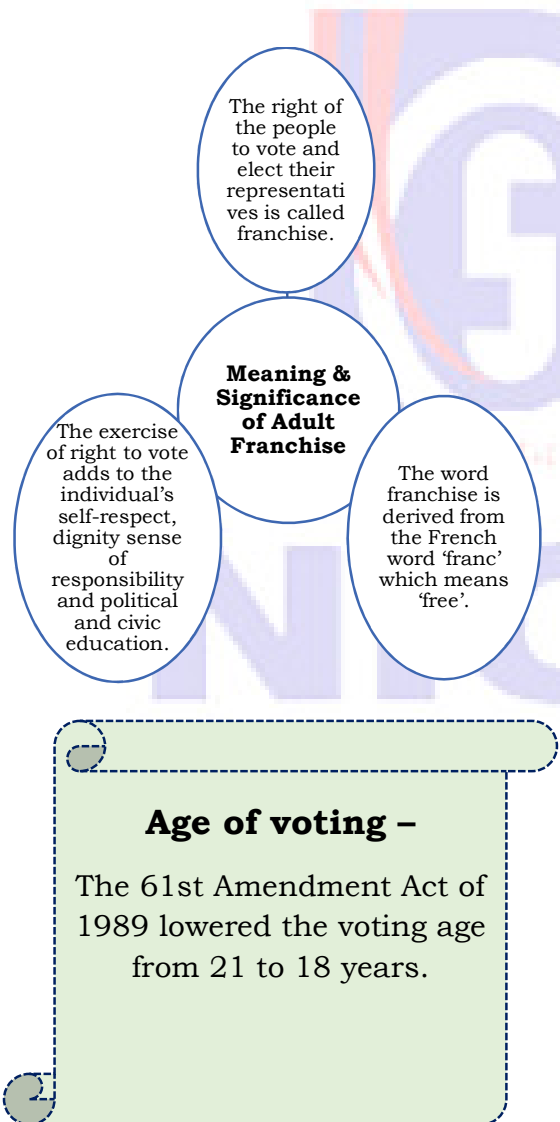 The right of
the people
to vote and
elect their
representati
ves is called
franchise.
Meaning &
Significance
of Adult
Franchise
The exercise
of right to vote
adds to the
individual’s
self-respect,
dignity sense
of
responsibility
and political
and civic
education.
The word
franchise is
derived from
the French
word ‘franc’
which means
‘free’.
Age of voting –
The 61st Amendment Act of
1989 lowered the voting age
from 21 to 18 years.